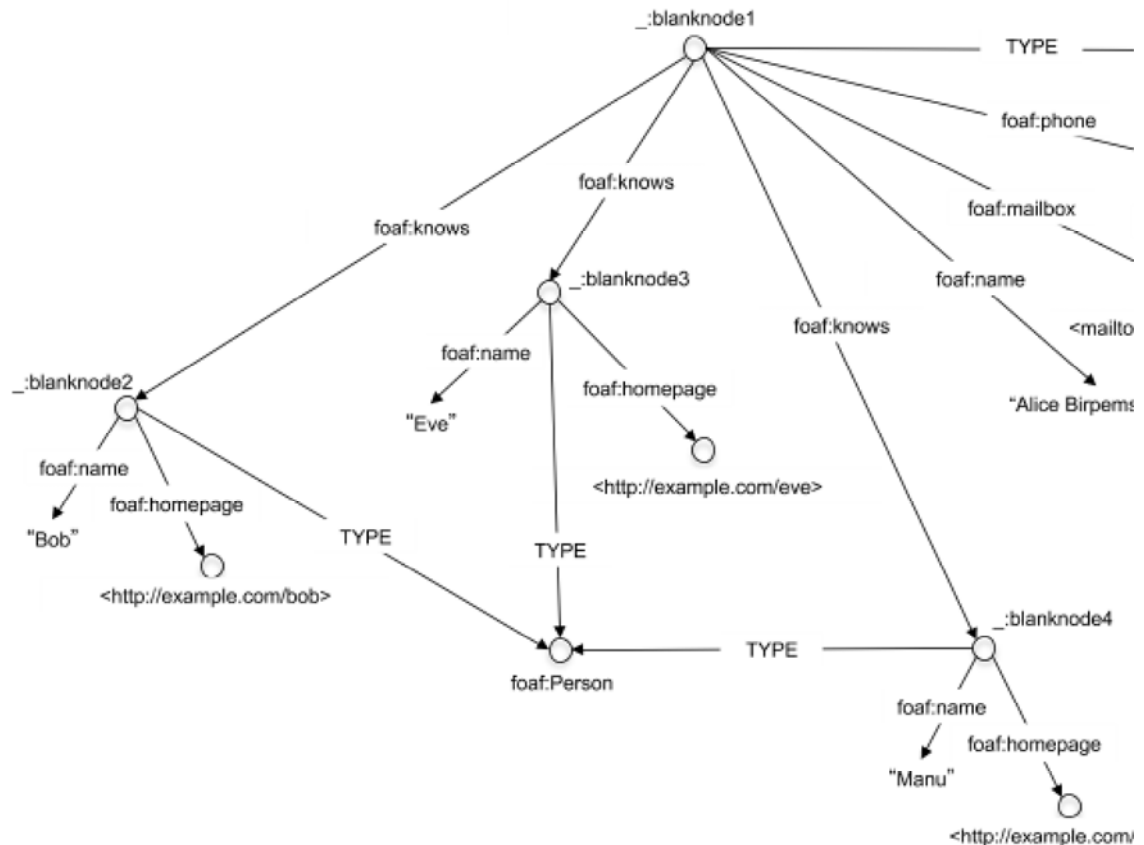 _:blanknode1
TYPE
foaf:phone
foaf:knows
foaf:mailbox
foaf:knows
foaf:name
_:blanknode3
foaf:knows
<mailto
foaf:name
_:blanknode2
foaf:homepage
“Alice Birpems
“Eve”
foaf:name
<http://example.com/eve>
foaf:homepage
“Bob”
TYPE
TYPE
<http://example.com/bob>
_:blanknode4
TYPE
foaf:Person
foaf:name
foaf:homepage
“Manu”
<http://example.com/